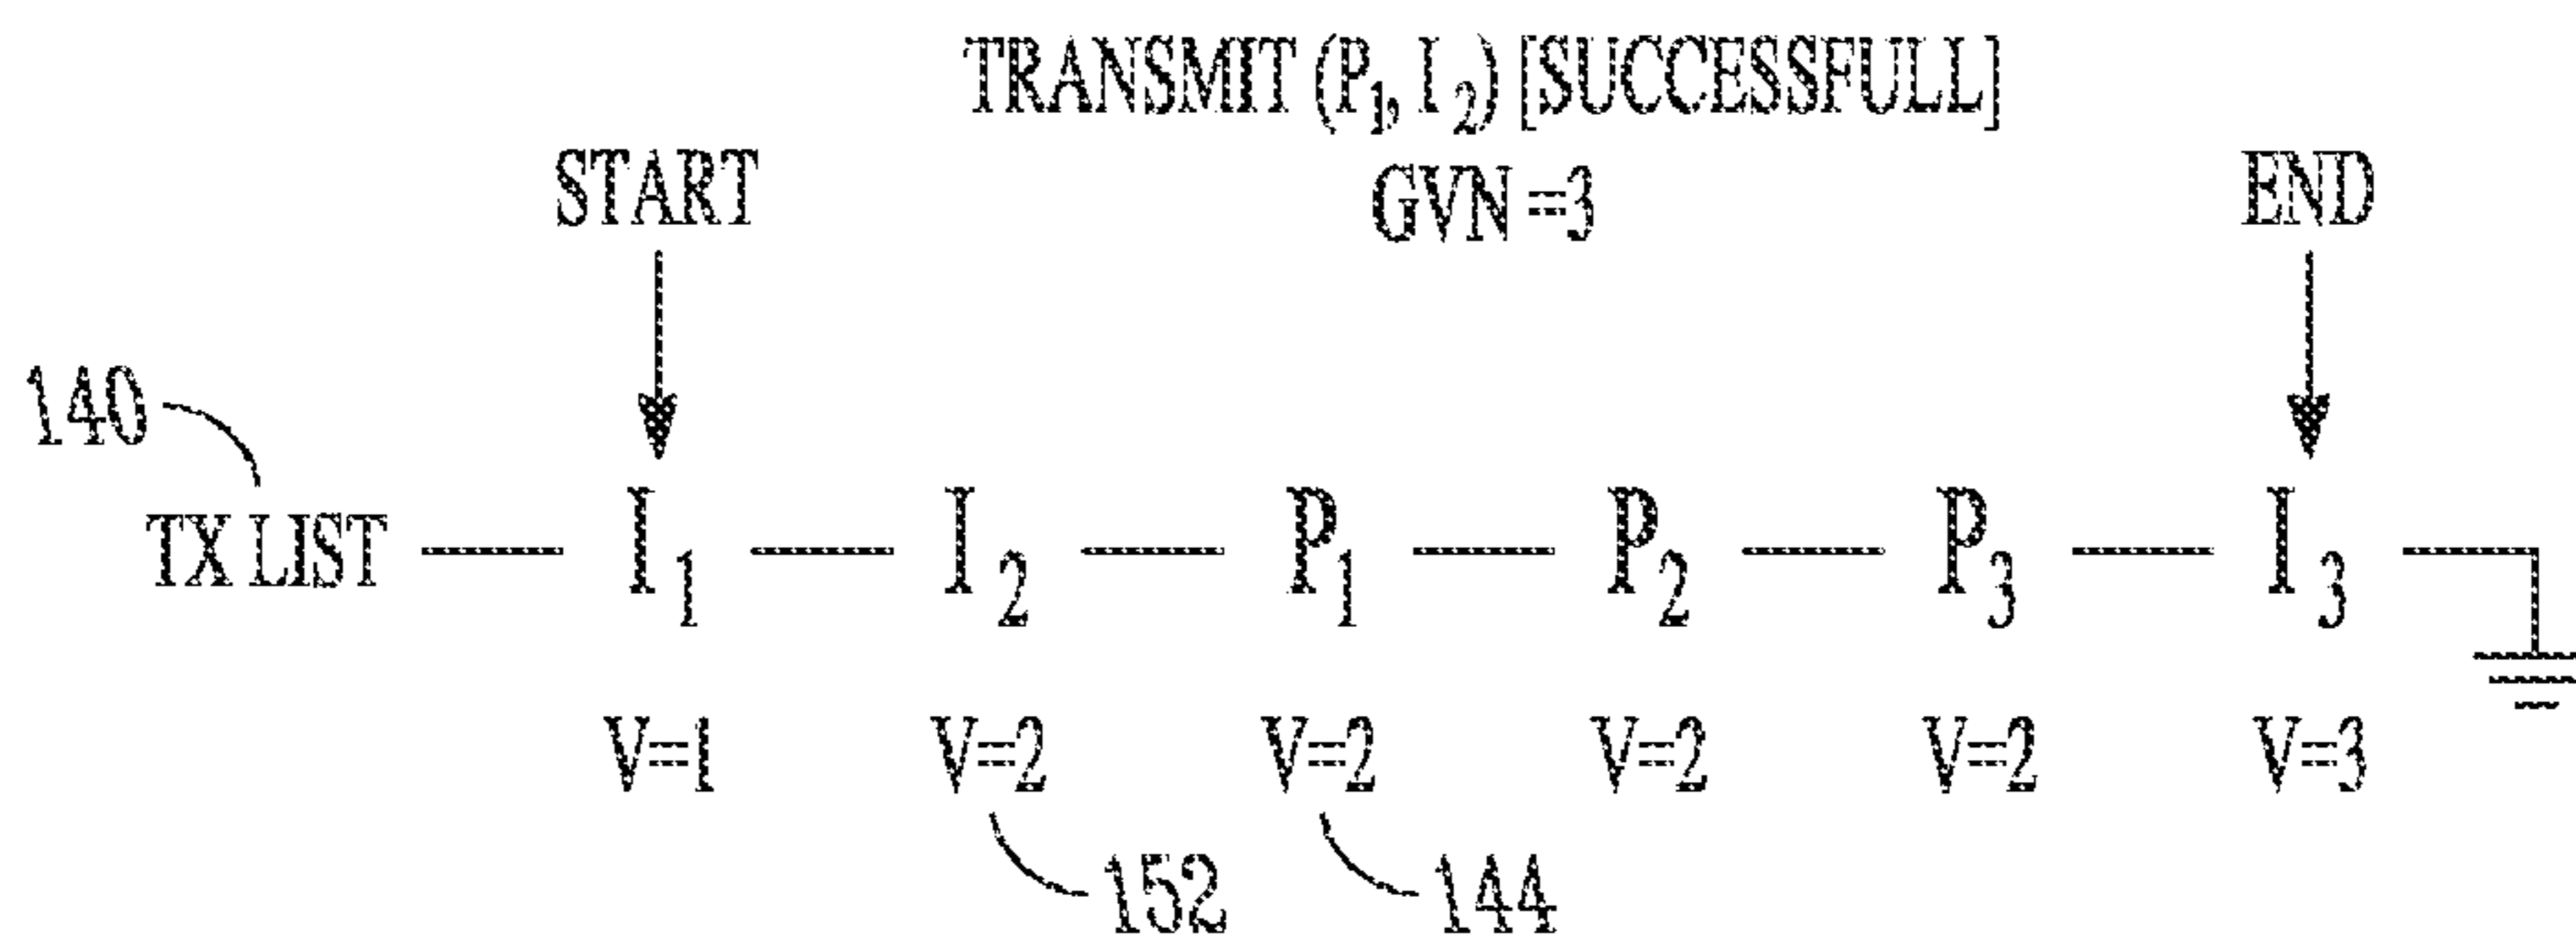 TRANSMIT (P1, I2) [SUCCESSFULL]
START GVN =3 END
140
TX LIST I1 I2 P1 P2 P3 I3
V=1 V=2 V=2 V=2 V=2 V=3
152 144